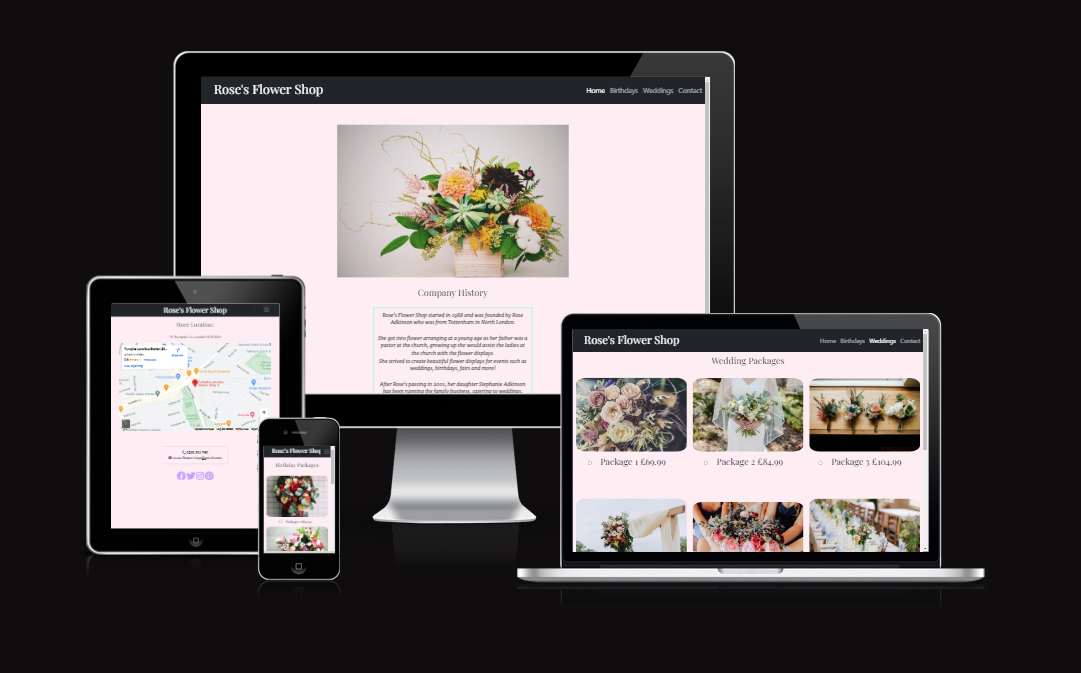 Rose's Flower Shop
Home Birthdays Weddings Contact
Company History
Rose's Flower Shop started in 1988 and was founded by Rose
Adkinson who was from Tottenham in North London.
She got into flower arranging at a young age as her father was a
pastor at the church, growing up she would assist the ladies at
the church with the flower displays.
She strived to create beautiful flower displays for events such as
weddings, birthdays, fairs and more!
After Rose's passing in 2001, her daughter Stephanie Adkinson
has been running the family business, catering to weddings,
Rose's Flower Shop
Store Location:
Rose's Flower Shop
Birthday Packages
Rose's Flower Shop
Home Birthdays Weddings Contact
Wedding Packages
Package 1 £69.99
Package 2 £84.99
Package 3 £104.99